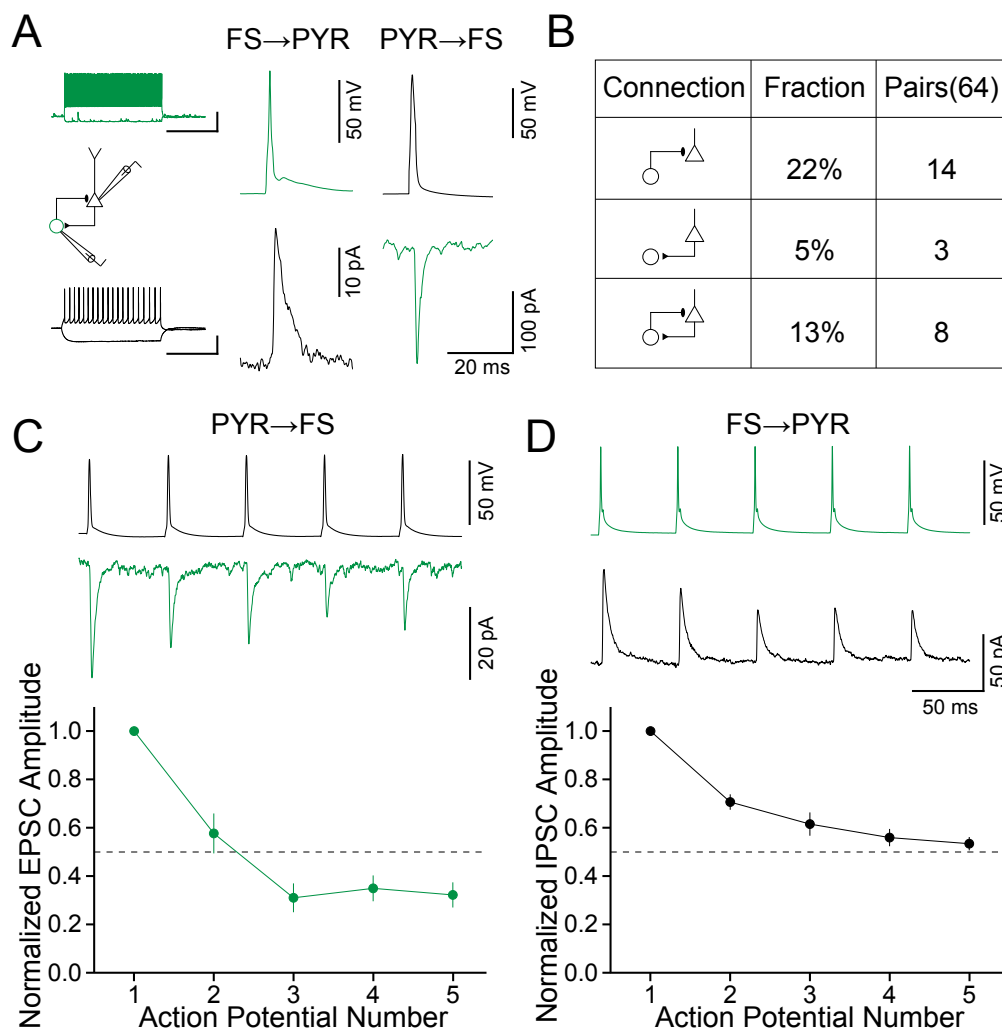 A
FS→PYR
PYR→FS
50 mV
50 mV
10 pA
100 pA
20 ms
B
Connection Fraction Pairs(64)
22% 14
5% 3
13% 8
C
PYR→FS
50 mV
20 pA
Normalized EPSC Amplitude
1.0
0.8
0.6
0.4
0.2
0.0
1 2 3 4 5
Action Potential Number
D
FS→PYR
50 mV
50 pA
50 ms
Normalized IPSC Amplitude
1.0
0.8
0.6
0.4
0.2
0.0
1 2 3 4 5
Action Potential Number